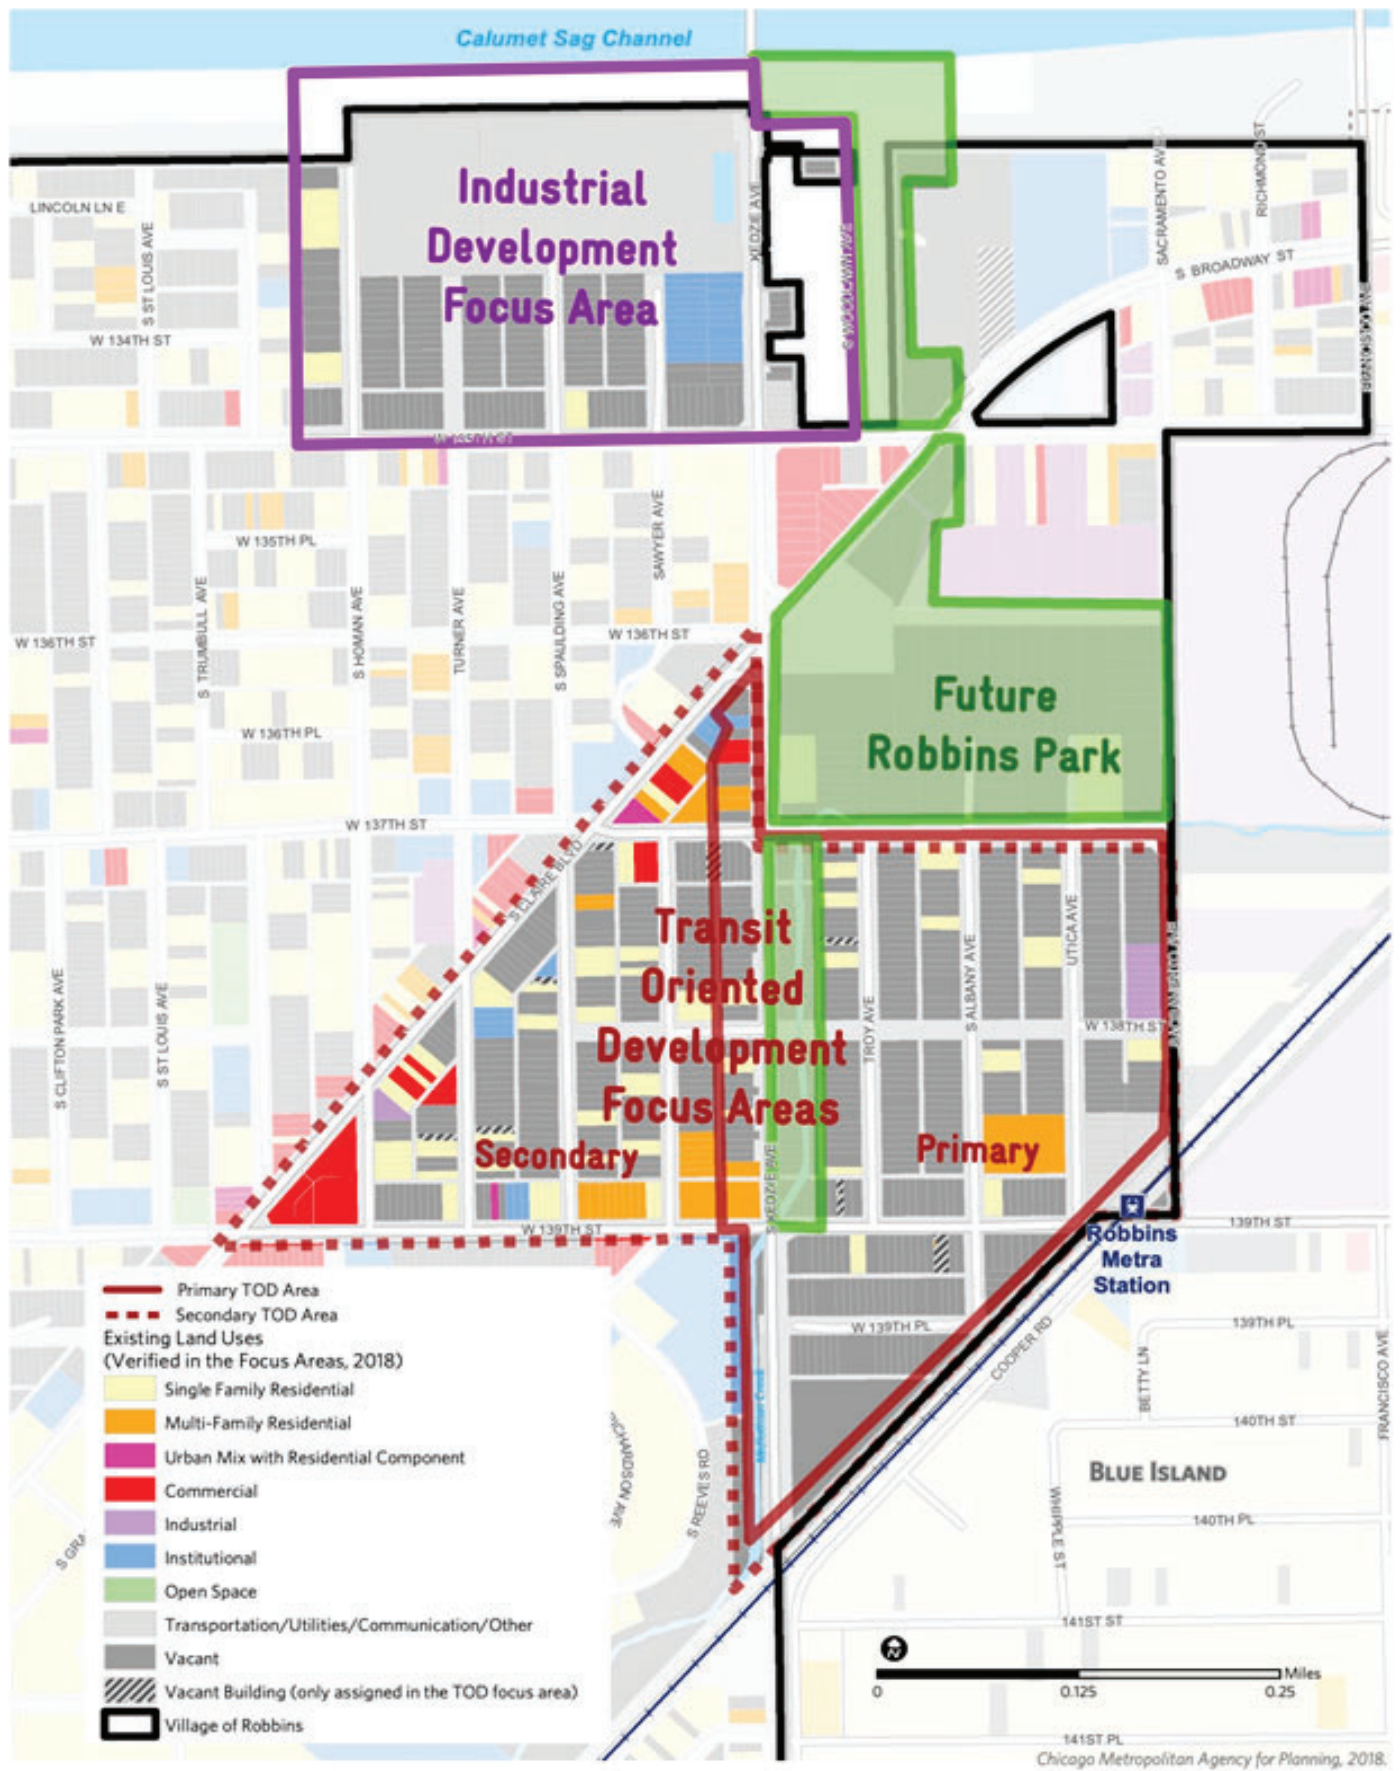 Calumet Sag Channel
Industrial
Development
Focus Area
LINCOLN LN E
S ST LOUIS AVE
W 134TH ST
KEDZIE AVE
S WOODLAWN AVE
SACRAMENTO AVE
RICHMOND ST
S BROADWAY ST
FRANCISCO AVE
W 135TH ST
W 135TH PL
SAWYER AVE
S TRUMBULL AVE
S HOMAN AVE
TURNER AVE
S SPAULDING AVE
W 136TH ST
W 136TH ST
W 136TH PL
Future
Robbins Park
W 137TH ST
S CLAIRE BLVD
Transit
Oriented
Development
Focus Areas
Secondary
Primary
S CLIFTON PARK AVE
S ST LOUIS AVE
TROY AVE
S ALBANY AVE
UTICA AVE
W 138TH ST
S KEDZIE AVE
W 139TH ST
139TH ST
Robbins
Metra
Station
W 139TH PL
139TH PL
COOPER RD
BETTY LN
FRANCISCO AVE
140TH ST
BLUE ISLAND
WHIPPLE ST
140TH PL
S REEVES RD
141ST ST
141ST PL
Primary TOD Area
Secondary TOD Area
Existing Land Uses
(Verified in the Focus Areas, 2018)
Single Family Residential
Multi-Family Residential
Urban Mix with Residential Component
Commercial
Industrial
Institutional
Open Space
Transportation/Utilities/Communication/Other
Vacant
Vacant Building (only assigned in the TOD focus area)
Village of Robbins
S GRA
N
Miles
0 0.125 0.25
Chicago Metropolitan Agency for Planning, 2018.